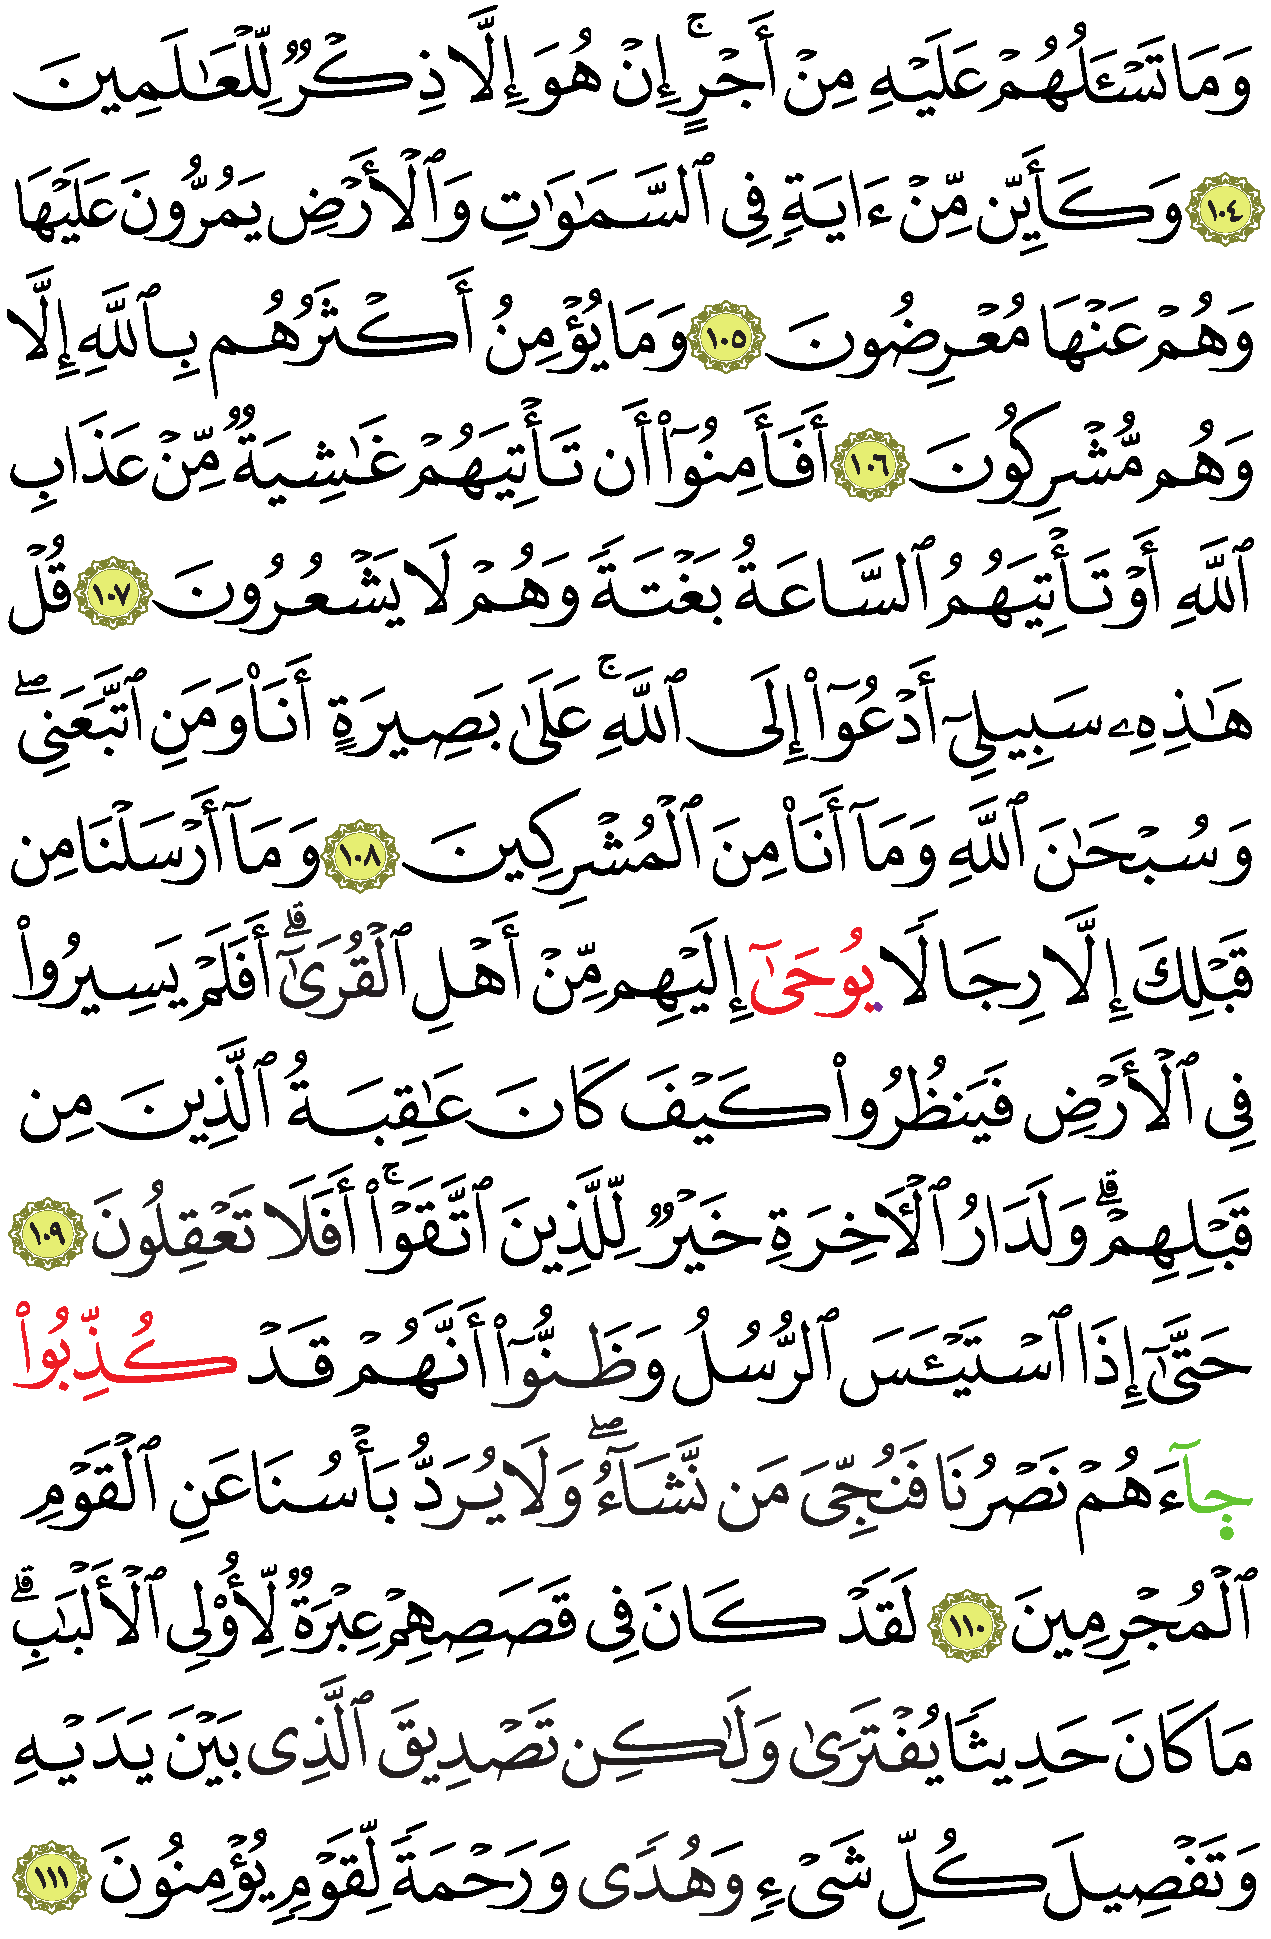 وَمَا تَسْـَٔلُهُمْ عَلَيْهِ مِنْ أَجْرٍۚ إِنْ هُوَ إِلَّا ذِكْرٌ لِّلْعَـٰلَمِينَ
١٠٤ وَكَأَيِّن مِّنْ ءَايَةٍ فِى ٱلسَّمَـٰوَٰتِ وَٱلْأَرْضِ يَمُرُّونَ عَلَيْهَا
وَهُمْ عَنْهَا مُعْرِضُونَ ١٠٥ وَمَا يُؤْمِنُ أَكْثَرُهُم بِٱللَّهِ إِلَّا
وَهُم مُّشْرِكُونَ ١٠٦ أَفَأَمِنُوٓا۟ أَن تَأْتِيَهُمْ غَـٰشِيَةٌ مِّنْ عَذَابِ
ٱللَّهِ أَوْ تَأْتِيَهُمُ ٱلسَّاعَةُ بَغْتَةً وَهُمْ لَا يَشْعُرُونَ ١٠٧ قُلْ
هَـٰذِهِۦ سَبِيلِىٓ أَدْعُوٓا۟ إِلَى ٱللَّهِۚ عَلَىٰ بَصِيرَةٍ أَنَا۠ وَمَنِ ٱتَّبَعَنِىۖ
وَسُبْحَـٰنَ ٱللَّهِ وَمَآ أَنَا۠ مِنَ ٱلْمُشْرِكِينَ ١٠٨ وَمَآ أَرْسَلْنَا مِن
قَبْلِكَ إِلَّا رِجَالًا يُوحَىٰٓ إِلَيْهِم مِّنْ أَهْلِ ٱلْقُرَىٰٓۗ أَفَلَمْ يَسِيرُوا۟
فِى ٱلْأَرْضِ فَيَنظُرُوا۟ كَيْفَ كَانَ عَـٰقِبَةُ ٱلَّذِينَ مِن
قَبْلِهِمْۗ وَلَدَارُ ٱلْـَٔاخِرَةِ خَيْرٌ لِّلَّذِينَ ٱتَّقَوْا۟ۚ أَفَلَا تَعْقِلُونَ ١٠٩
حَتَّىٰٓ إِذَا ٱسْتَيْـَٔسَ ٱلرُّسُلُ وَظَنُّوٓا۟ أَنَّهُمْ قَدْ كُذِّبُوا۟
جَآءَهُمْ نَصْرُنَا فَنُجِّىَ مَن نَّشَآءُۖ وَلَا يُرَدُّ بَأْسُنَا عَنِ ٱلْقَوْمِ
ٱلْمُجْرِمِينَ ١١٠ لَقَدْ كَانَ فِى قَصَصِهِمْ عِبْرَةٌ لِّأُو۟لِى ٱلْأَلْبَـٰبِۗ
مَا كَانَ حَدِيثًا يُفْتَرَىٰ وَلَـٰكِن تَصْدِيقَ ٱلَّذِى بَيْنَ يَدَيْهِ
وَتَفْصِيلَ كُلِّ شَىْءٍ وَهُدًى وَرَحْمَةً لِّقَوْمٍ يُؤْمِنُونَ ١١١